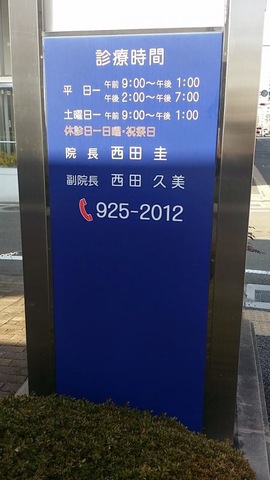 診療時間
平 日ー午前 9:00〜午後 1:00
午後 2:00〜午後 7:00
土曜日ー午前 9:00〜午後 1:00
休診日ー日曜・祝祭日
院 長 西田 圭
副院長 西田 久美
925-2012